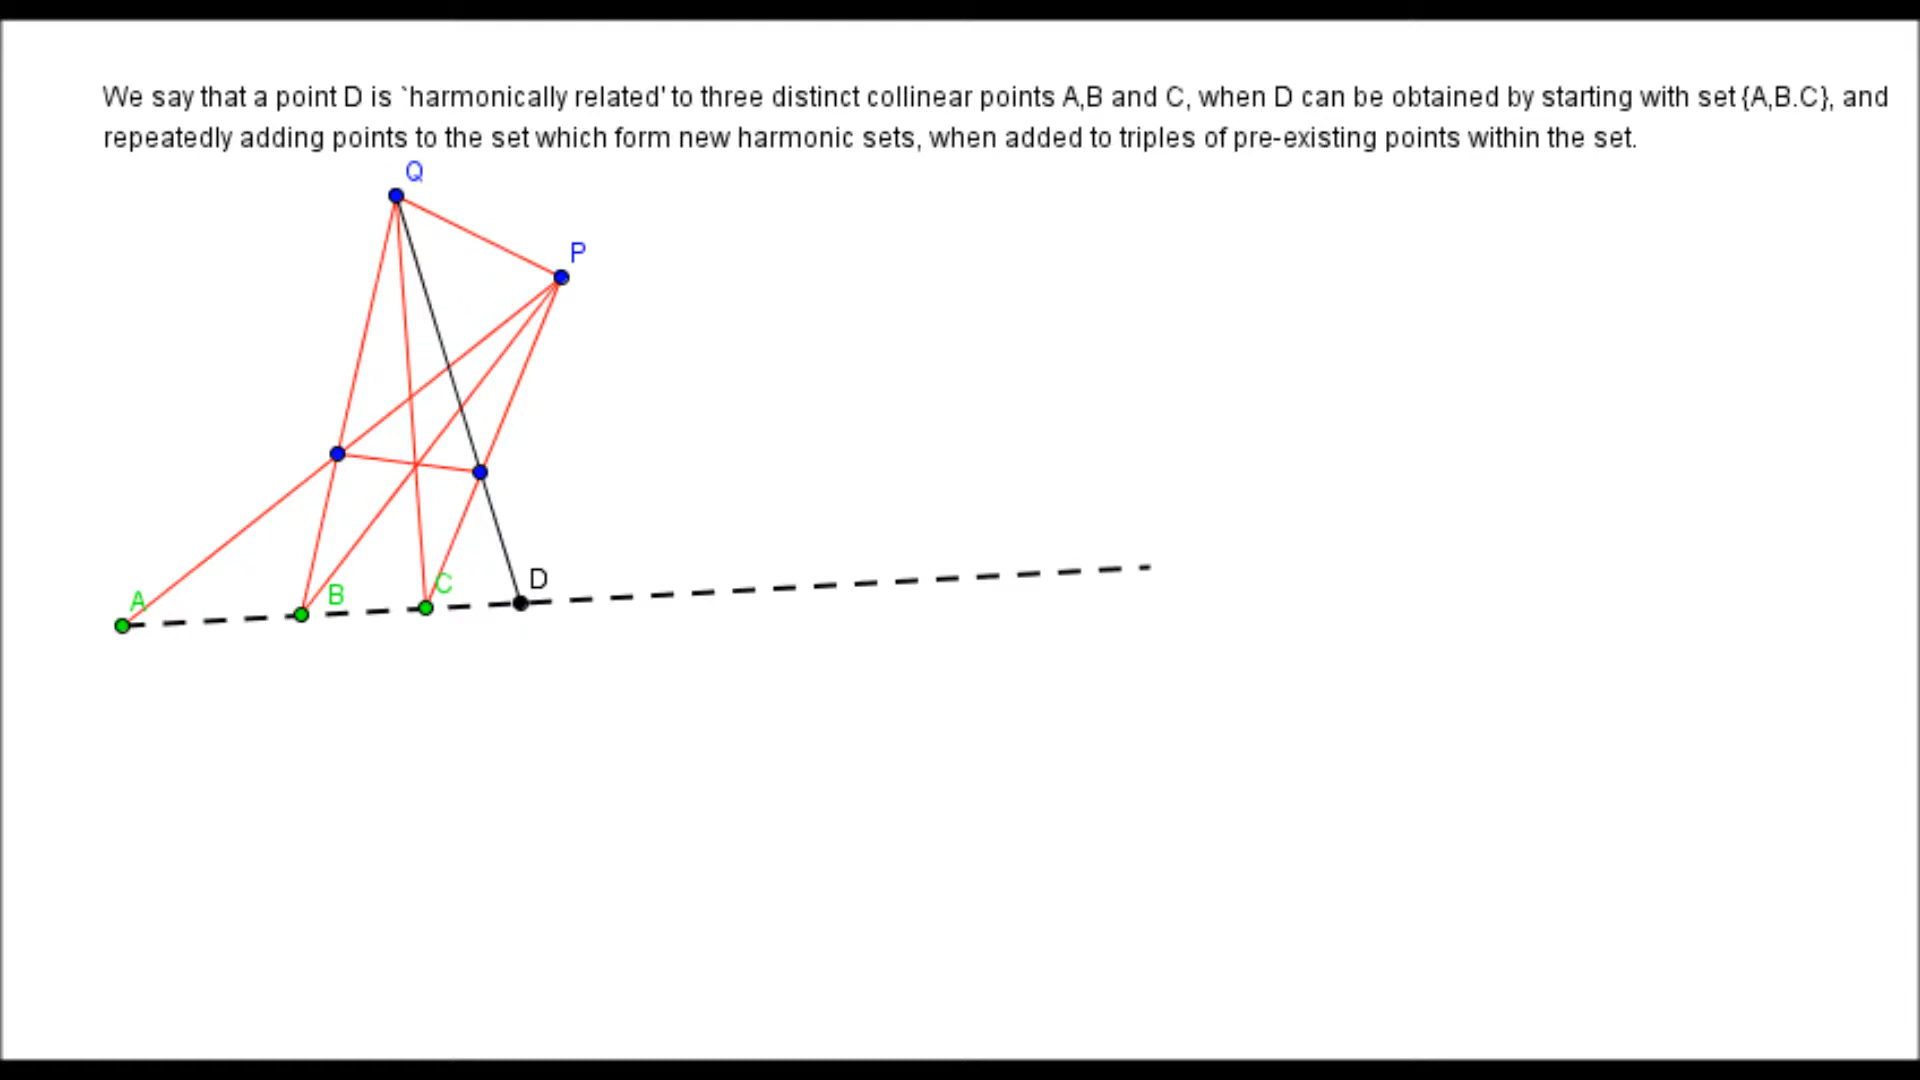 We say that a point D is `harmonically related' to three distinct collinear points A,B and C, when D can be obtained by starting with set {A,B.C}, and
repeatedly adding points to the set which form new harmonic sets, when added to triples of pre-existing points within the set.
Q
P
A
B
C
D